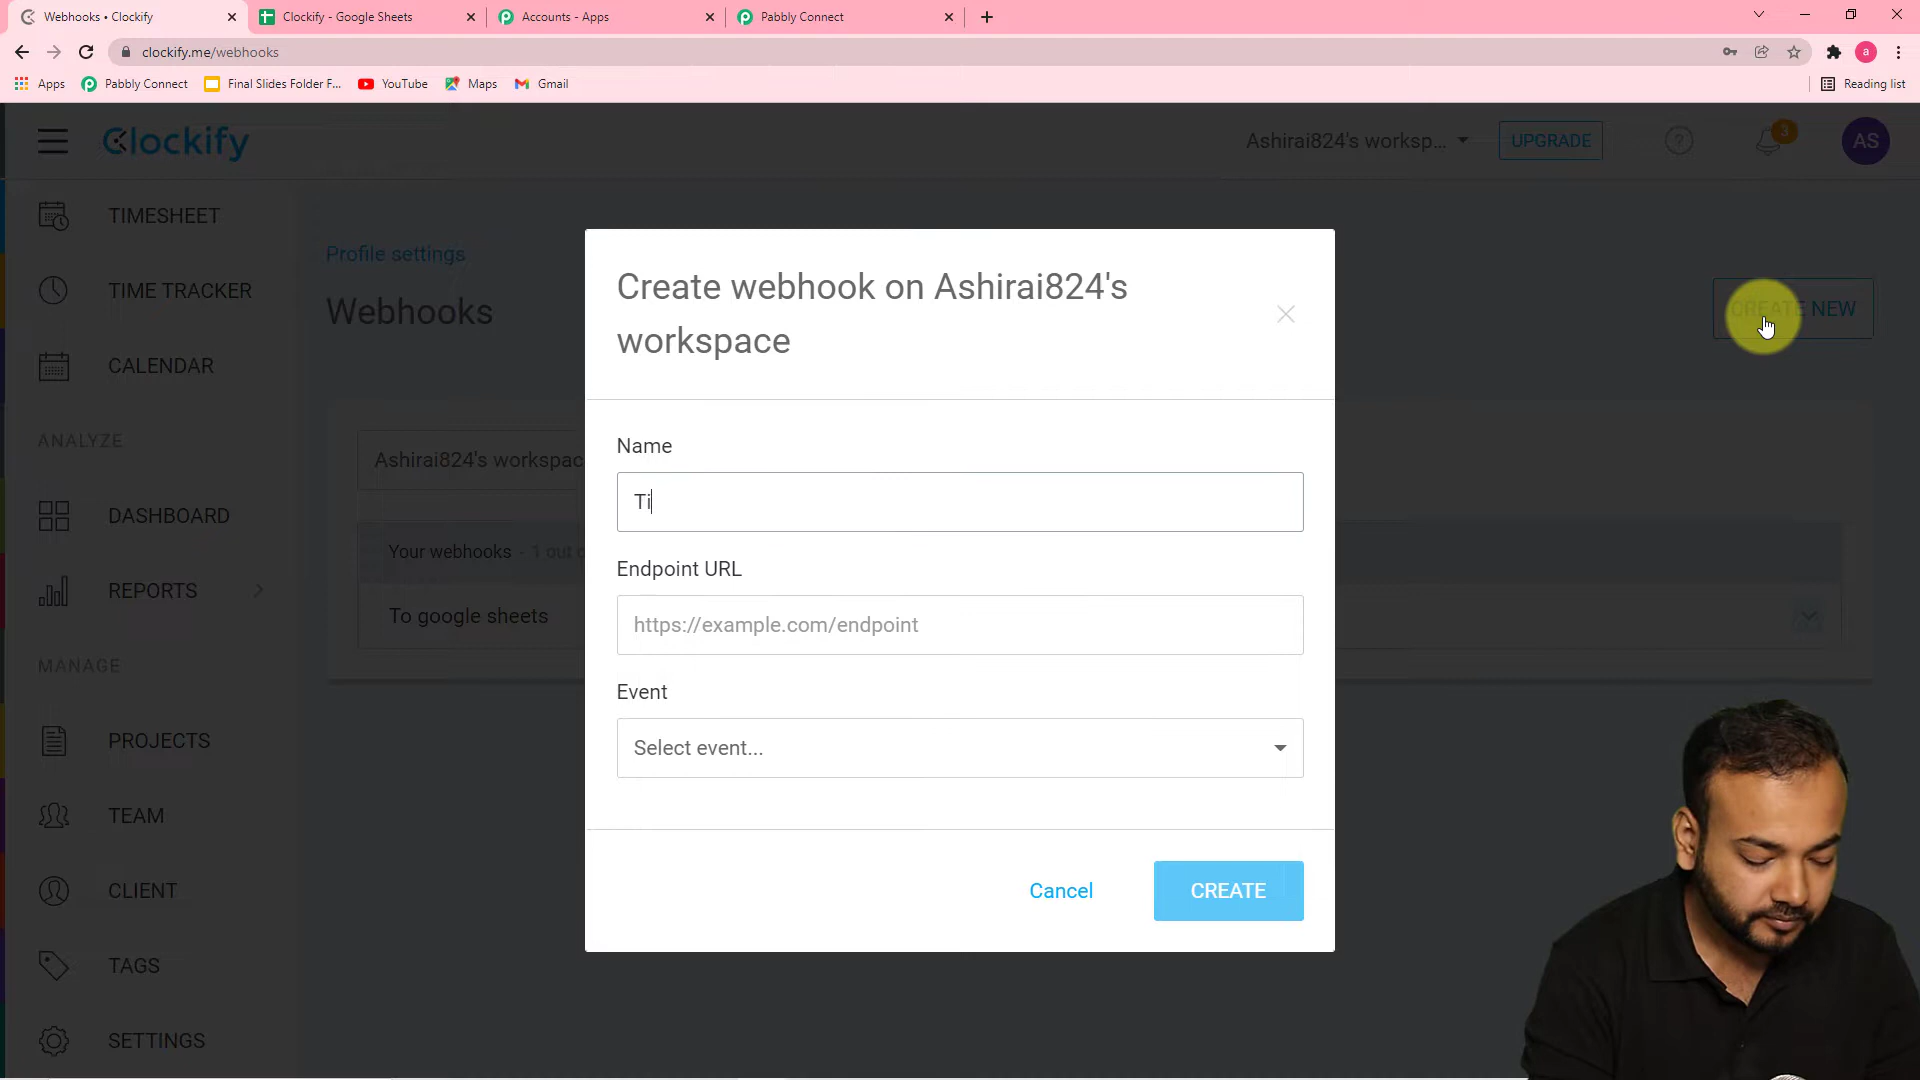 Webhooks • Clockify
Clockify - Google Sheets
Accounts - Apps
Pabbly Connect
clockify.me/webhooks
a
Apps
Pabbly Connect
Final Slides Folder F...
YouTube
Maps
Gmail
Reading list
Clockify
Ashirai824's worksp...
UPGRADE
?
3
AS
TIMESHEET
TIME TRACKER
CALENDAR
ANALYZE
DASHBOARD
REPORTS
MANAGE
PROJECTS
TEAM
CLIENT
TAGS
SETTINGS
Profile settings
Webhooks
CREATE NEW
Ashirai824's workspac
Your webhooks - 1 out
To google sheets
Create webhook on Ashirai824's
workspace
Name
Ti
Endpoint URL
https://example.com/endpoint
Event
Select event...
Cancel
CREATE